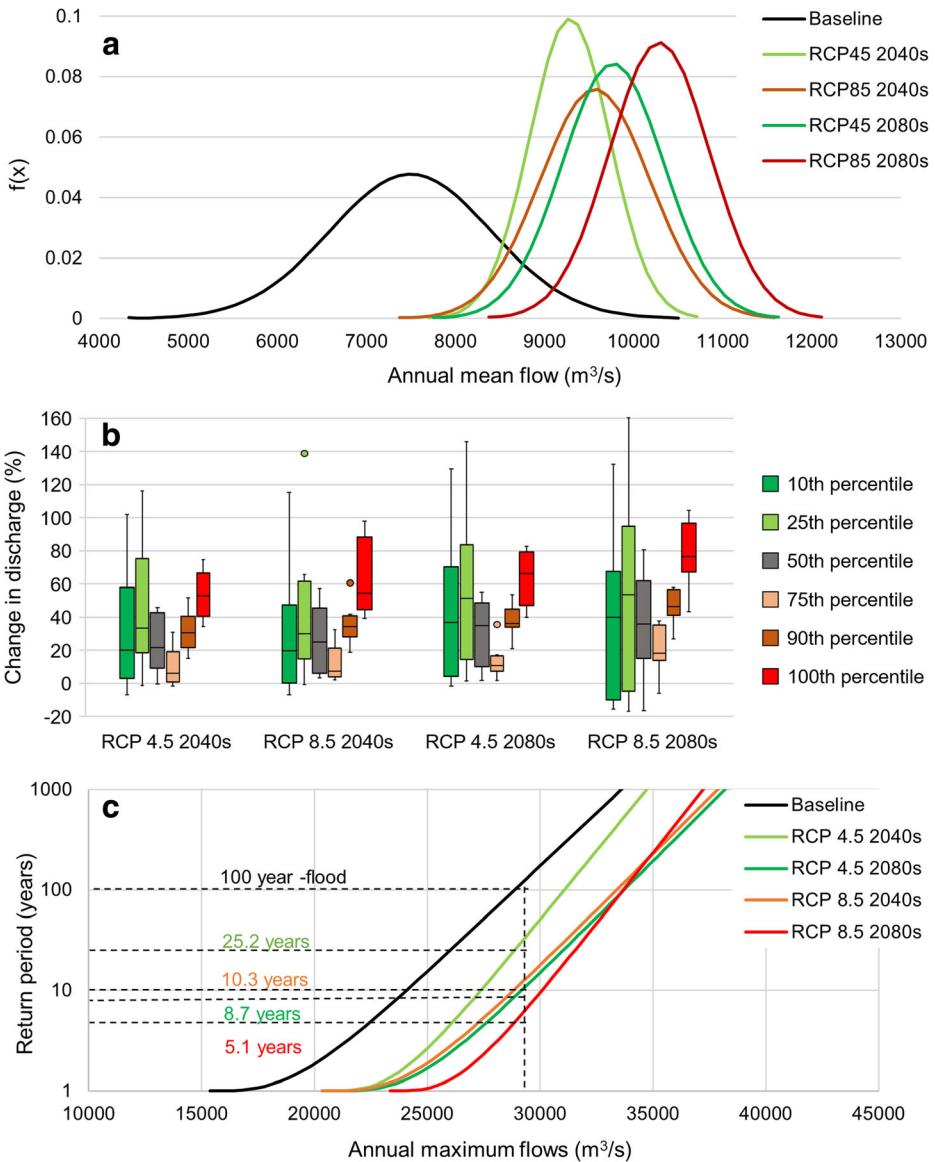 a
0.1
0.08
0.06
0.04
0.02
0
f(x)
4000 5000 6000 7000 8000 9000 10000 11000 12000 13000
Annual mean flow (m³/s)
Baseline
RCP45 2040s
RCP85 2040s
RCP45 2080s
RCP85 2080s
b
160
140
120
100
80
60
40
20
0
-20
Change in discharge (%)
RCP 4.5 2040s RCP 8.5 2040s RCP 4.5 2080s RCP 8.5 2080s
10th percentile
25th percentile
50th percentile
75th percentile
90th percentile
100th percentile
c
1000
100
10
1
Return period (years)
100 year -flood
25.2 years
10.3 years
8.7 years
5.1 years
10000 15000 20000 25000 30000 35000 40000 45000
Annual maximum flows (m³/s)
Baseline
RCP 4.5 2040s
RCP 4.5 2080s
RCP 8.5 2040s
RCP 8.5 2080s